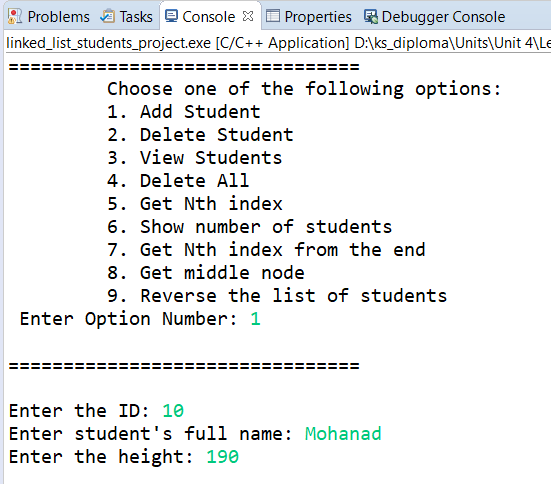 Problems Tasks Console Properties Debugger Console
linked_list_students_project.exe [C/C++ Application] D:\ks_diploma\Units\Unit 4\Le
================================
Choose one of the following options:
1. Add Student
2. Delete Student
3. View Students
4. Delete All
5. Get Nth index
6. Show number of students
7. Get Nth index from the end
8. Get middle node
9. Reverse the list of students
Enter Option Number: 1
================================
Enter the ID: 10
Enter student's full name: Mohanad
Enter the height: 190